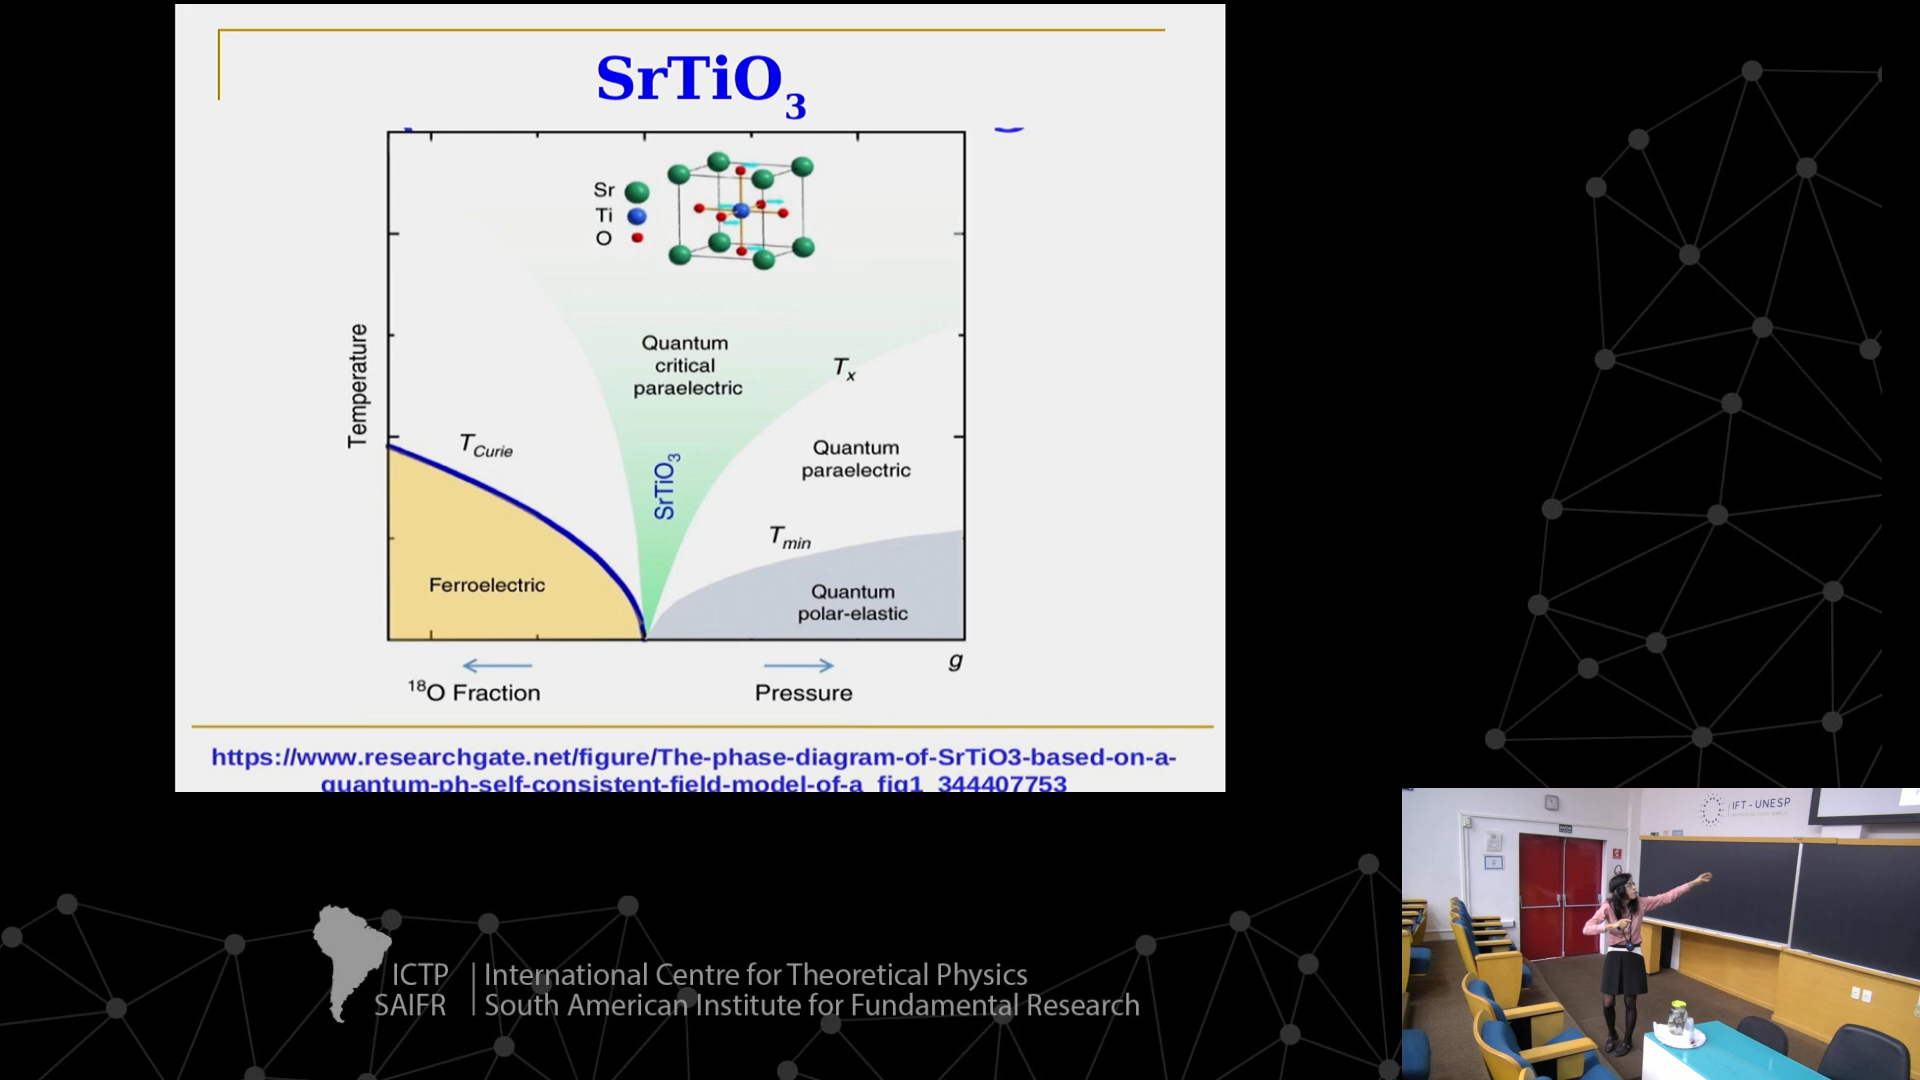 SrTiO3
Sr
Ti
O
Quantum
critical
paraelectric
Tx
Temperature
TCurie
SrTiO3
Quantum
paraelectric
Tmin
Ferroelectric
Quantum
polar-elastic
g
18O Fraction
Pressure
https://www.researchgate.net/figure/The-phase-diagram-of-SrTiO3-based-on-a-
quantum-ph-self-consistent-field-model-of-a_fig1_344407753
IFT - UNESP
ICTP | International Centre for Theoretical Physics
SAIFR | South American Institute for Fundamental Research